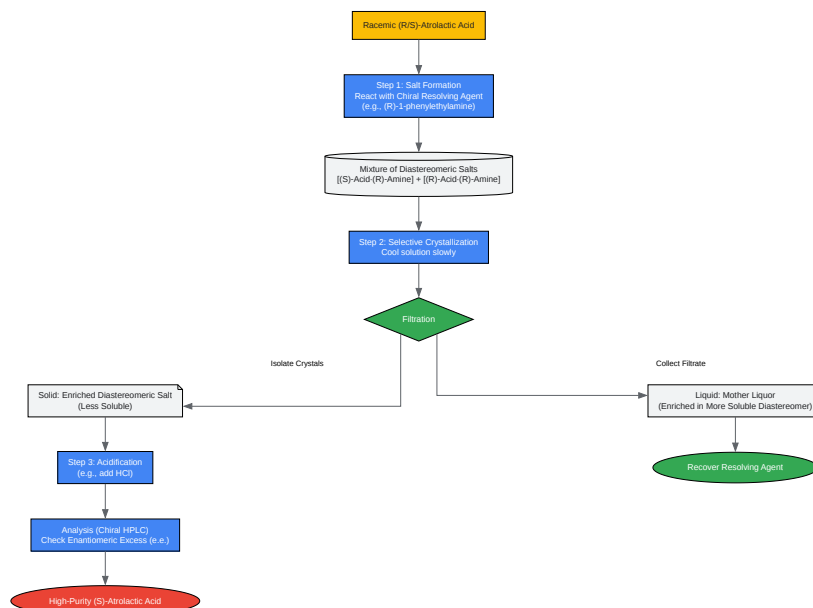 Racemic (R/S)-Atrolactic Acid
Step 1: Salt Formation
React with Chiral Resolving Agent
(e.g., (R)-1-phenylethylamine)
Mixture of Diastereomeric Salts
[(S)-Acid·(R)-Amine] + [(R)-Acid·(R)-Amine]
Step 2: Selective Crystallization
Cool solution slowly
Filtration
Isolate Crystals
Collect Filtrate
Solid: Enriched Diastereomeric Salt
(Less Soluble)
Liquid: Mother Liquor
(Enriched in More Soluble Diastereomer)
Step 3: Acidification
(e.g., add HCl)
Recover Resolving Agent
Analysis (Chiral HPLC)
Check Enantiomeric Excess (e.e.)
High-Purity (S)-Atrolactic Acid